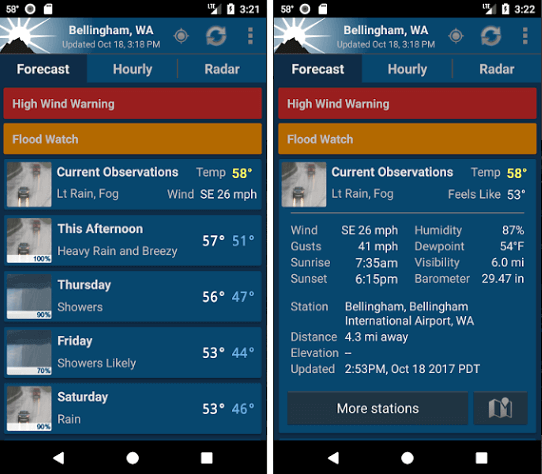 58°
3:21
Bellingham, WA
Updated Oct 18, 3:18 PM
Forecast Hourly Radar
High Wind Warning
Flood Watch
Current Observations Temp 58°
Lt Rain, Fog Wind SE 26 mph
This Afternoon
Heavy Rain and Breezy
57° 51°
100%
Thursday
Showers
56° 47°
90%
Friday
Showers Likely
53° 44°
70%
Saturday
Rain
53° 46°
90%
58°
3:22
Bellingham, WA
Updated Oct 18, 3:18 PM
Forecast Hourly Radar
High Wind Warning
Flood Watch
Current Observations Temp 58°
Lt Rain, Fog Feels Like 53°
Wind SE 26 mph Humidity 87%
Gusts 41 mph Dewpoint 54°F
Sunrise 7:35am Visibility 6.0 mi
Sunset 6:15pm Barometer 29.47 in
Station Bellingham, Bellingham
International Airport, WA
Distance 4.3 mi away
Elevation --
Updated 2:53PM, Oct 18 2017 PDT
More stations